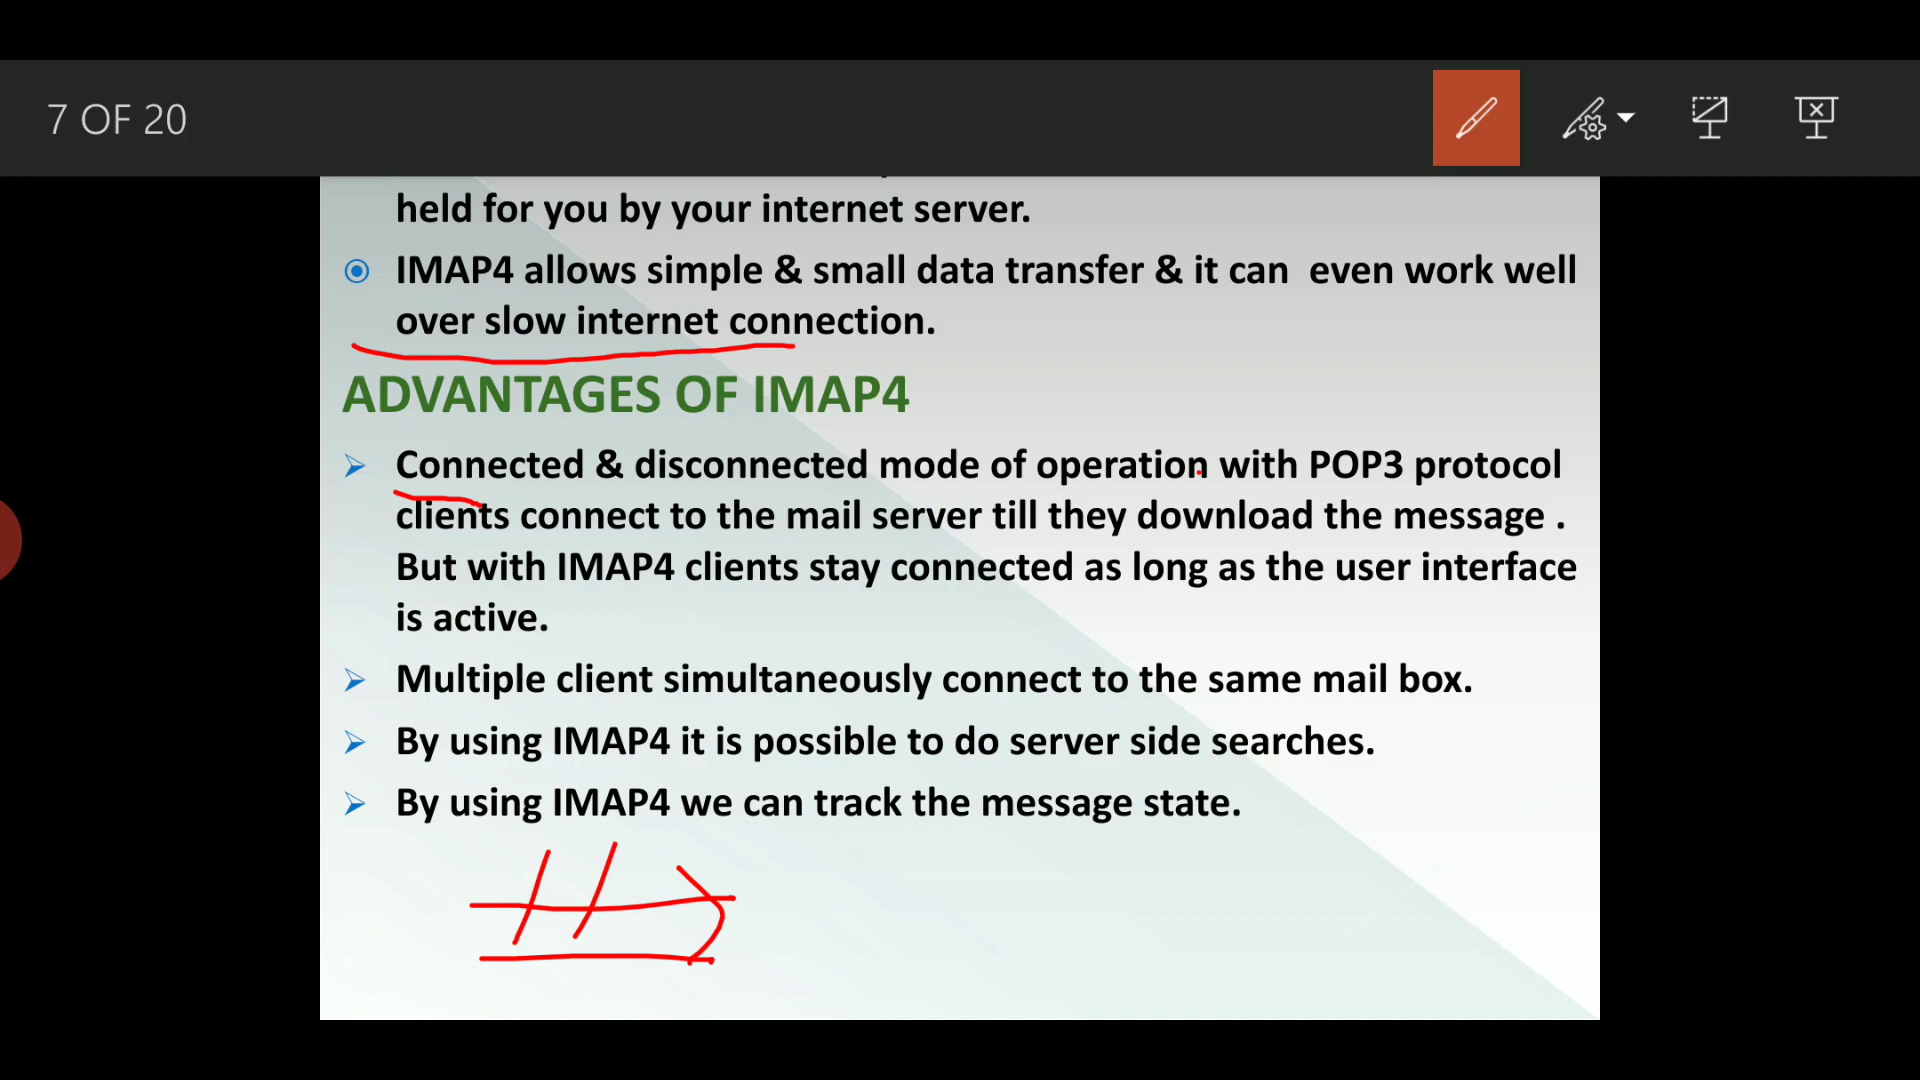 7 OF 20
held for you by your internet server.
IMAP4 allows simple & small data transfer & it can even work well
over slow internet connection.
ADVANTAGES OF IMAP4
Connected & disconnected mode of operation with POP3 protocol
clients connect to the mail server till they download the message .
But with IMAP4 clients stay connected as long as the user interface
is active.
Multiple client simultaneously connect to the same mail box.
By using IMAP4 it is possible to do server side searches.
By using IMAP4 we can track the message state.